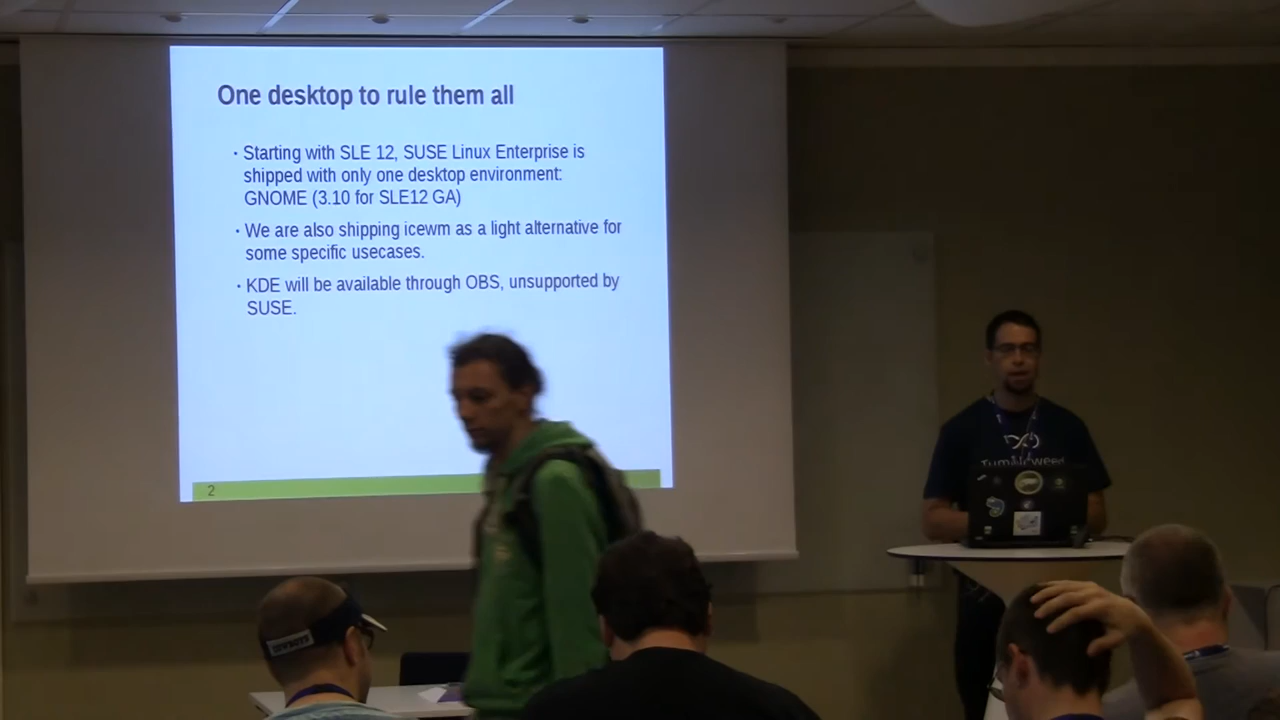 One desktop to rule them all
· Starting with SLE 12, SUSE Linux Enterprise is
shipped with only one desktop environment:
GNOME (3.10 for SLE12 GA)
· We are also shipping icewm as a light alternative for
some specific usecases.
· KDE will be available through OBS, unsupported by
SUSE.
2
Tumbleweed